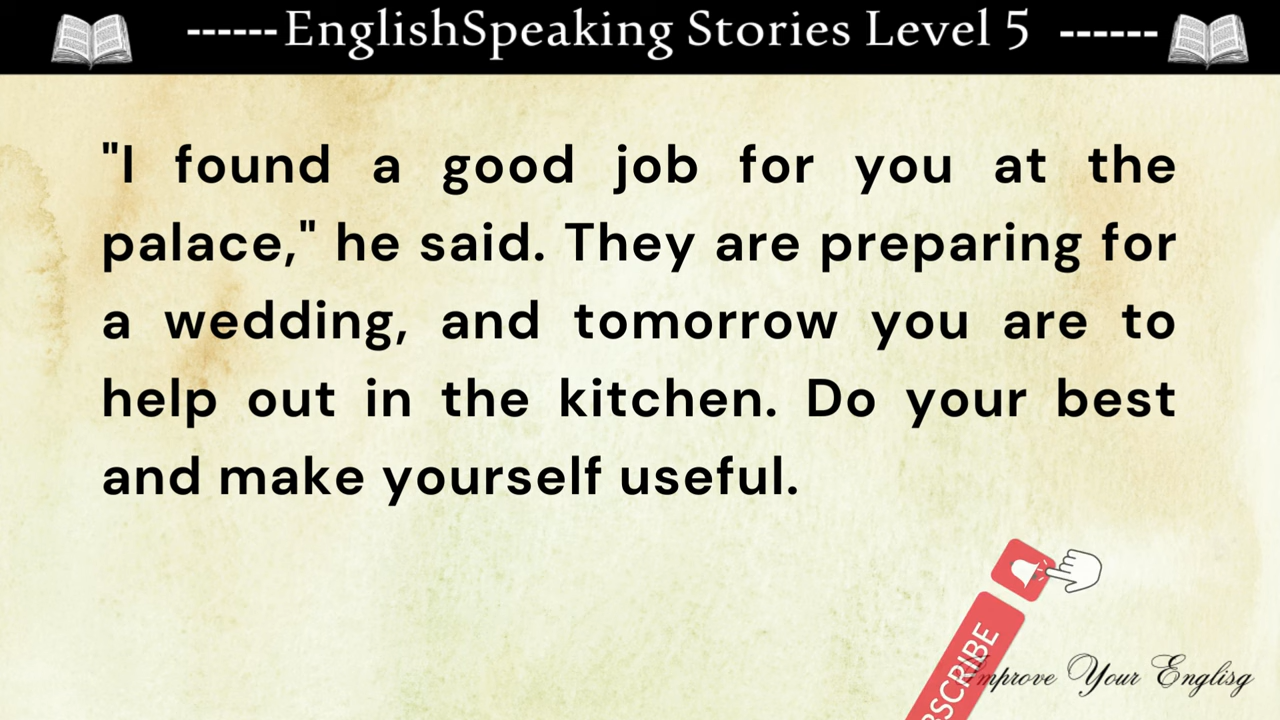 ------EnglishSpeaking Stories Level 5 ------
"I found a good job for you at the
palace," he said. They are preparing for
a wedding, and tomorrow you are to
help out in the kitchen. Do your best
and make yourself useful.
BSCRIBE
Improve Your Englisg